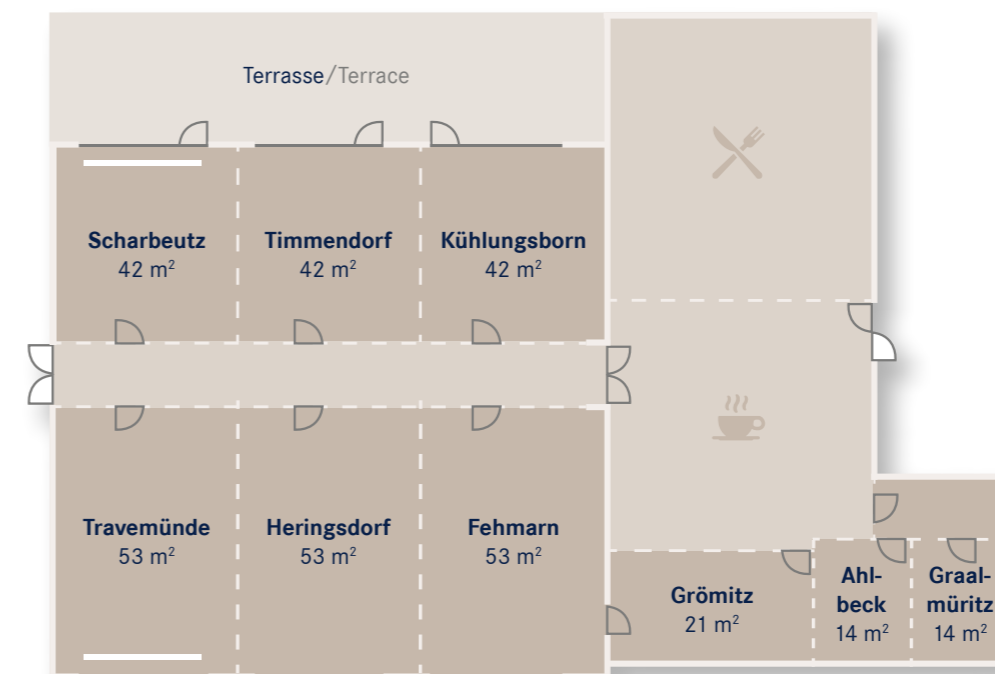 Terrasse/Terrace
Scharbeutz
42 m²
Timmendorf
42 m²
Kühlungsborn
42 m²
Travemünde
53 m²
Heringsdorf
53 m²
Fehmarn
53 m²
Grömitz
21 m²
Ahl-
beck
14 m²
Graal-
müritz
14 m²